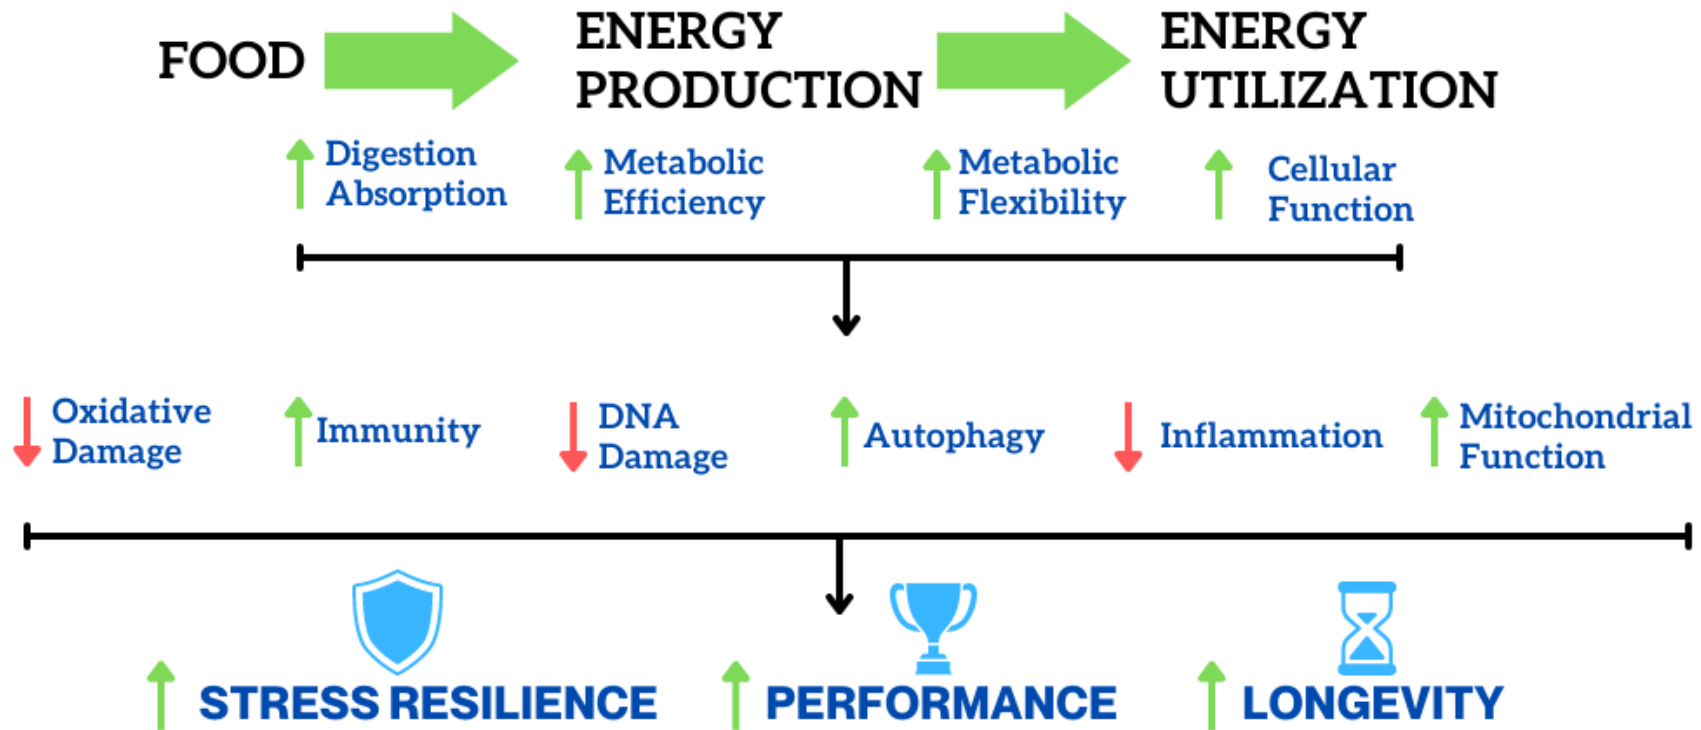 FOOD
ENERGY
PRODUCTION
ENERGY
UTILIZATION
Digestion
Absorption
Metabolic
Efficiency
Metabolic
Flexibility
Cellular
Function
Oxidative
Damage
Immunity
DNA
Damage
Autophagy
Inflammation
Mitochondrial
Function
STRESS RESILIENCE
PERFORMANCE
LONGEVITY